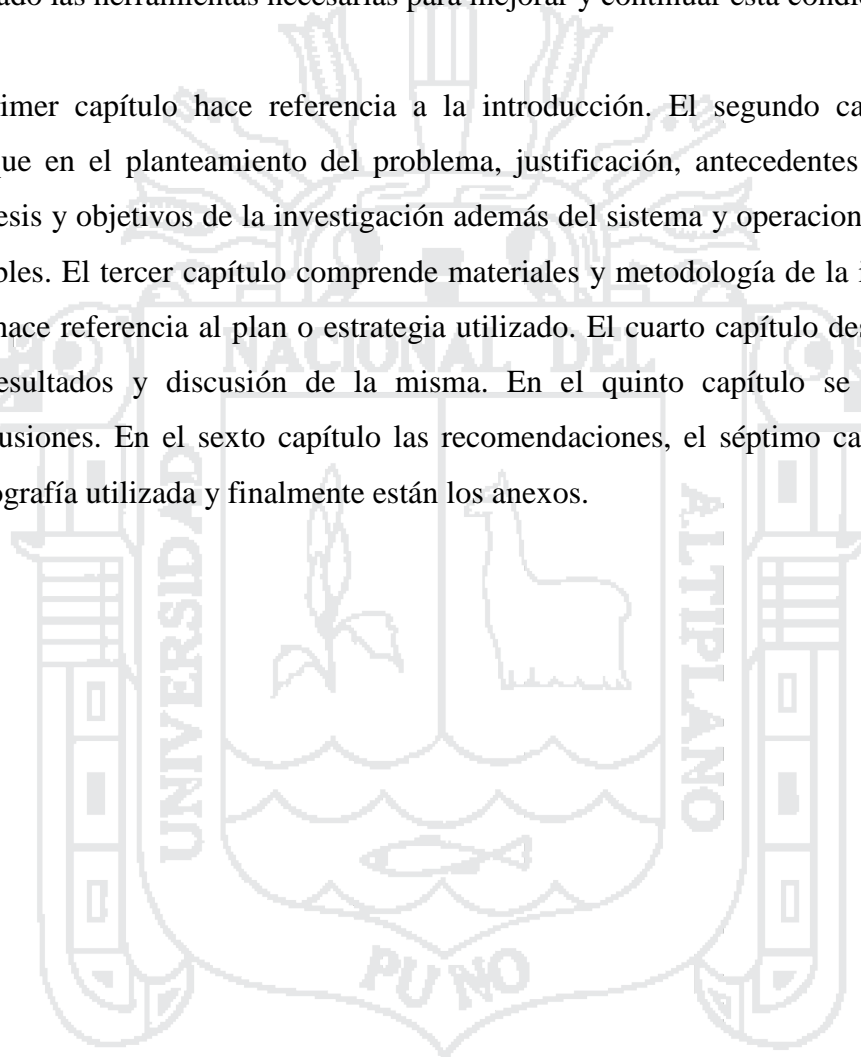 ado las herramientas necesarias para mejorar y continuar esta condi
imer capítulo hace referencia a la introducción. El segundo ca
que en el planteamiento del problema, justificación, antecedentes
esis y objetivos de la investigación además del sistema y operacion
bles. El tercer capítulo comprende materiales y metodología de la i
hace referencia al plan o estrategia utilizado. El cuarto capítulo des
esultados y discusión de la misma. En el quinto capítulo se
usiones. En el sexto capítulo las recomendaciones, el séptimo ca
ografía utilizada y finalmente están los anexos.
UNIVERSIDAD
NACIONAL DEL
ALTIPLANO
PUNO